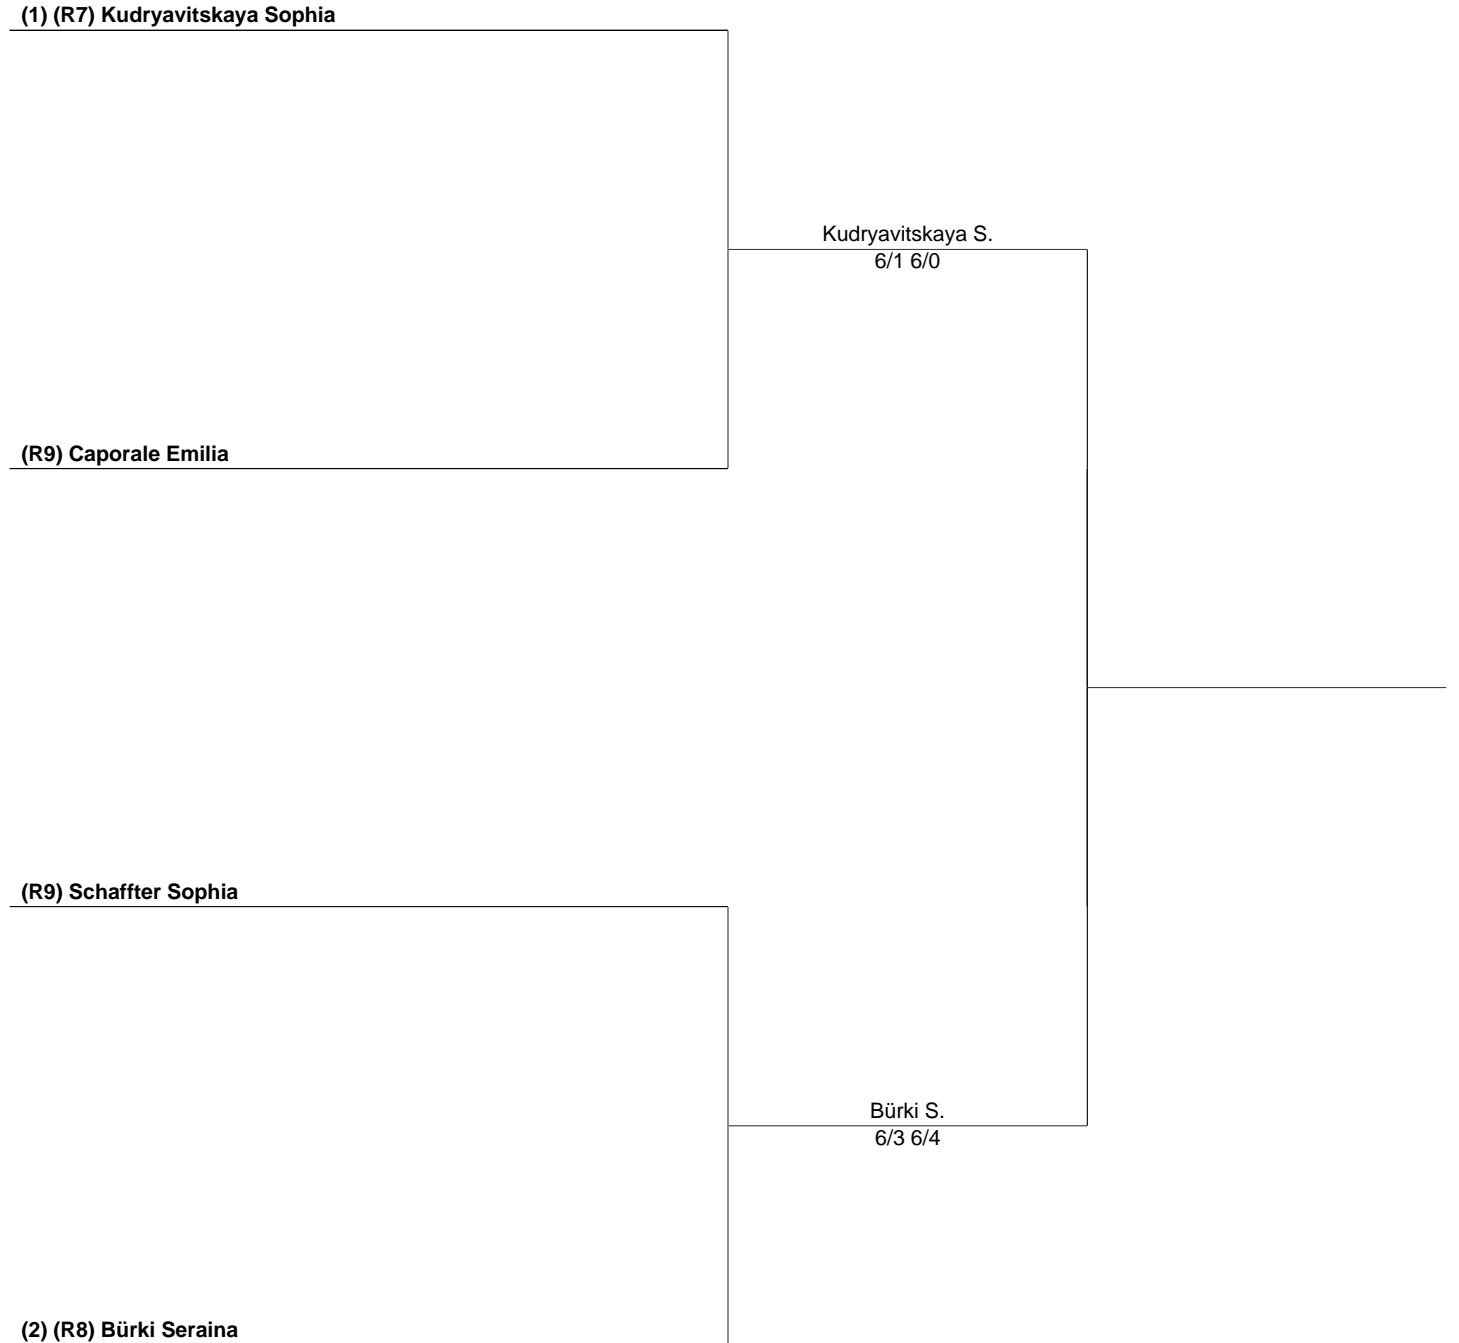 (1) (R7) Kudryavitskaya Sophia
Kudryavitskaya S.
6/1 6/0
(R9) Caporale Emilia
(R9) Schaffter Sophia
Bürki S.
6/3 6/4
(2) (R8) Bürki Seraina